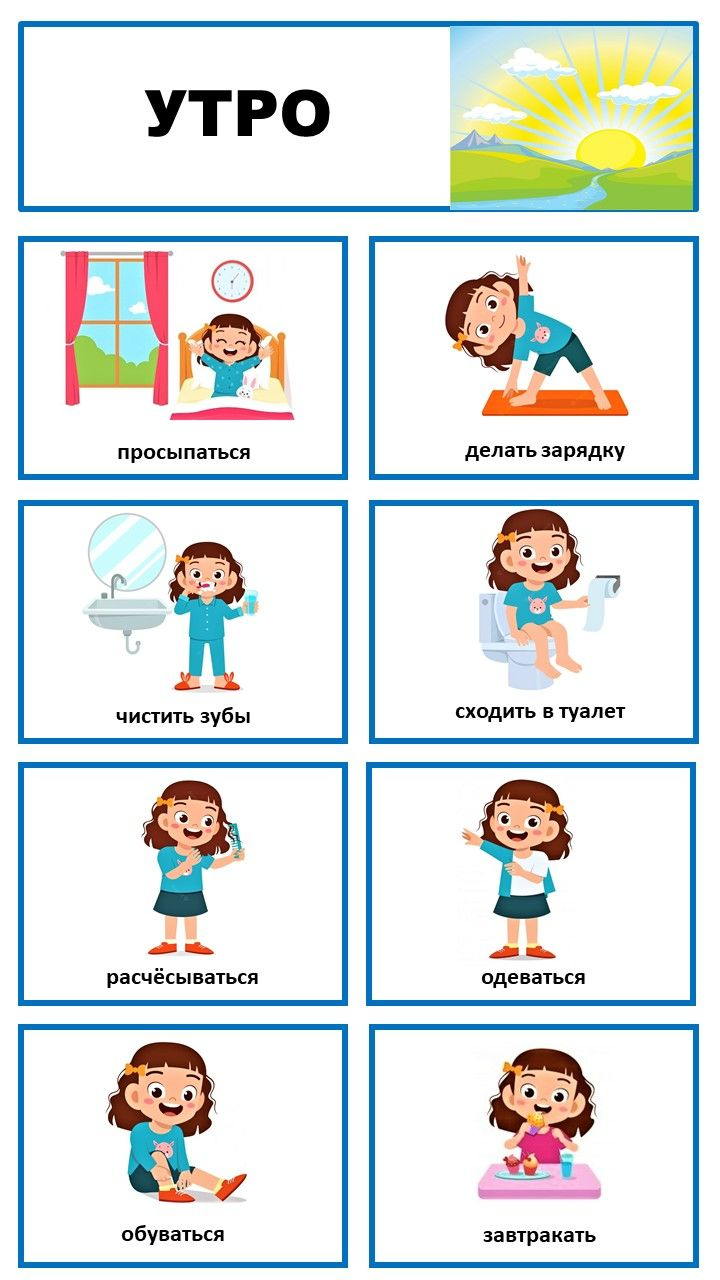 УТРО
просыпаться
делать зарядку
чистить зубы
сходить в туалет
расчёсываться
одеваться
обуваться
завтракать